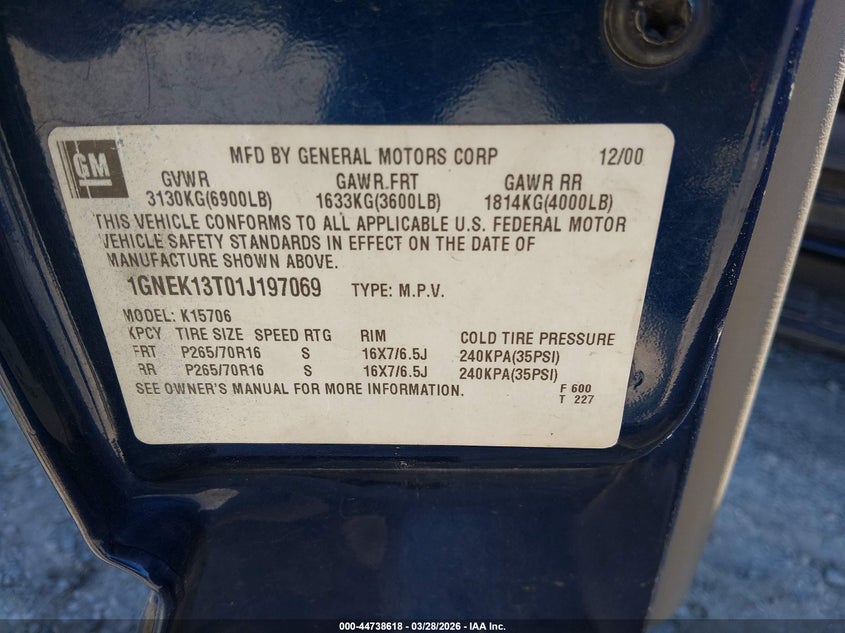 GM
MFD BY GENERAL MOTORS CORP 12/00
GVWR GAWR FRT GAWR RR
3130KG(6900LB) 1633KG(3600LB) 1814KG(4000LB)
THIS VEHICLE CONFORMS TO ALL APPLICABLE U.S. FEDERAL MOTOR
VEHICLE SAFETY STANDARDS IN EFFECT ON THE DATE OF
MANUFACTURE SHOWN ABOVE.
1GNEK13T01J197069 TYPE: M.P.V.
MODEL: K15706
KPCY TIRE SIZE SPEED RTG RIM COLD TIRE PRESSURE
FRT P265/70R16 S 16X7/6.5J 240KPA(35PSI)
RR P265/70R16 S 16X7/6.5J 240KPA(35PSI)
SEE OWNER'S MANUAL FOR MORE INFORMATION.
F 600
T 227
000-44738618 | 03/28/2026 – IAA Inc.